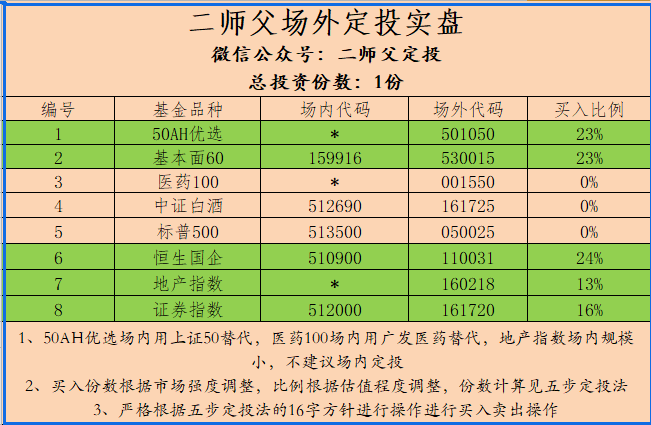 二师父场外定投实盘
微信公众号：二师父定投
总投资份数：1份
编号 基金品种 场内代码 场外代码 买入比例
1 50AH优选 * 501050 23%
2 基本面60 159916 530015 23%
3 医药100 * 001550 0%
4 中证白酒 512690 161725 0%
5 标普500 513500 050025 0%
6 恒生国企 510900 110031 24%
7 地产指数 * 160218 13%
8 证券指数 512000 161720 16%
1、50AH优选场内用上证50替代，医药100场内用广发医药替代，地产指数场内规模
小，不建议场内定投
2、买入份数根据市场强度调整，比例根据估值程度调整，份数计算见五步定投法
3、严格根据五步定投法的16字方针进行操作进行买入卖出操作